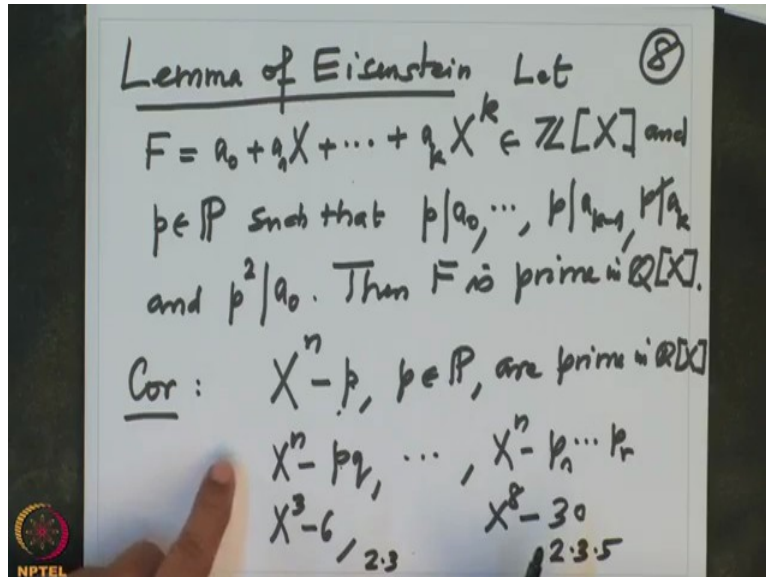 Lemma of Eisenstein Let ⑧
F = a₀ + a₁X + ··· + aₖXᵏ ∈ ℤ[X] and
p ∈ ℙ such that p|a₀, ···, p|aₖ₋₁, p∤aₖ
and p²|a₀. Then F is prime in ℚ[X].
Cor : Xⁿ - p, p ∈ ℙ, are prime in ℚ[X]
Xⁿ - pq, ···, Xⁿ - p₁ ··· pᵣ
X³ - 6, 2·3 X⁸ - 30 2·3·5
NPTEL